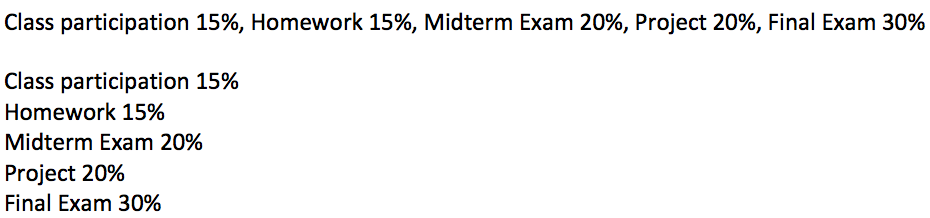 Class participation 15%, Homework 15%, Midterm Exam 20%, Project 20%, Final Exam 30%
Class participation 15%
Homework 15%
Midterm Exam 20%
Project 20%
Final Exam 30%